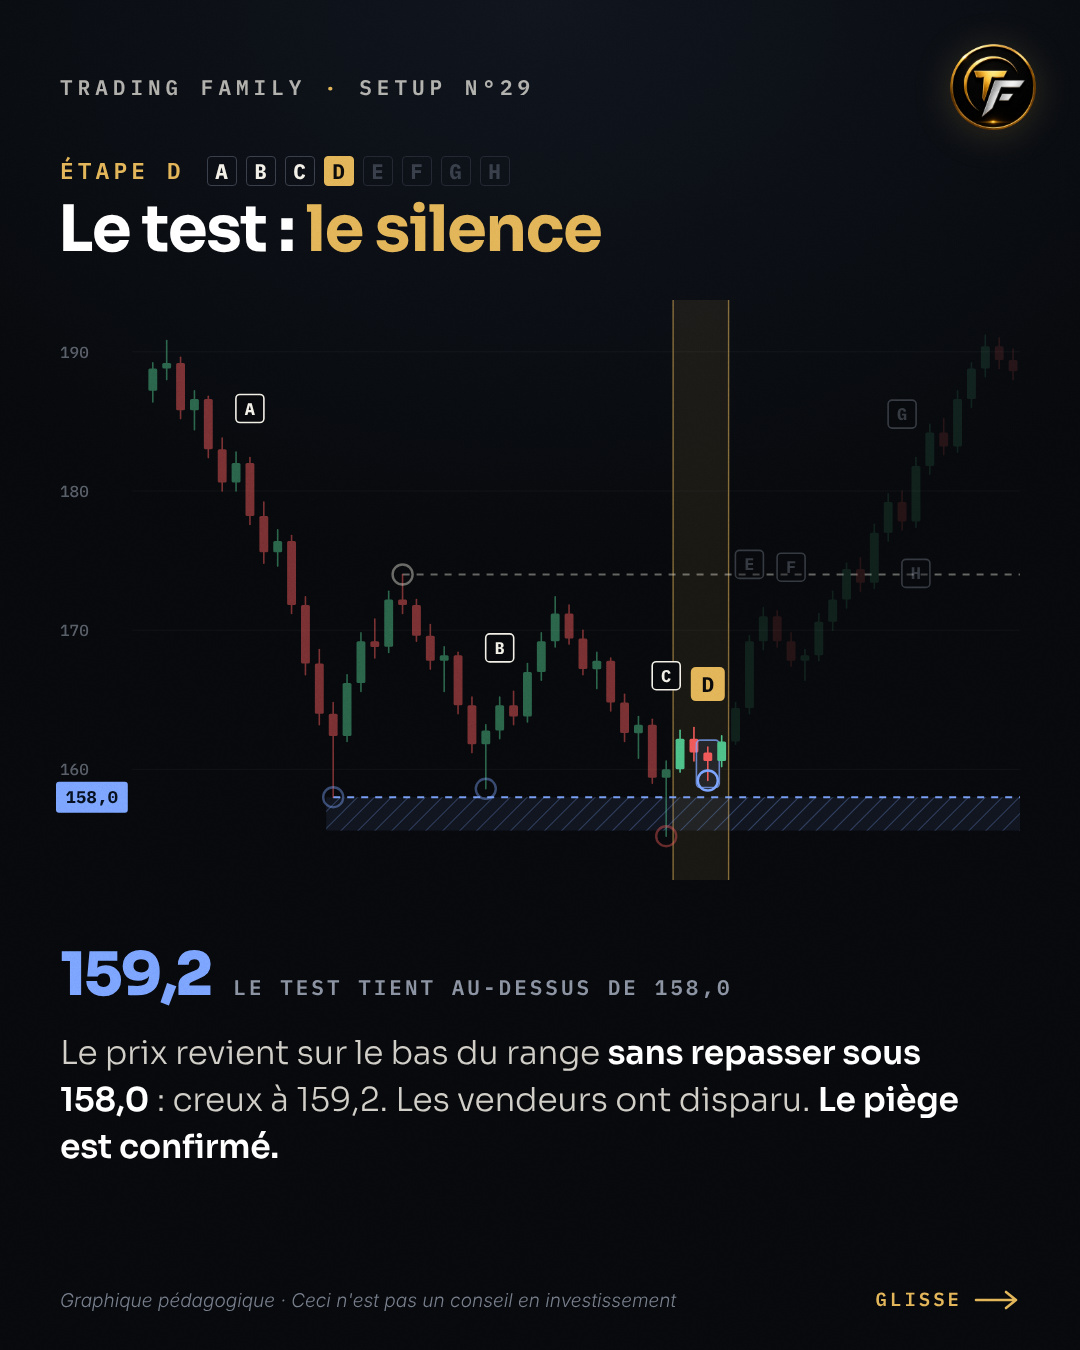 TRADING FAMILY · SETUP N°29
TF
ÉTAPE D A B C D E F G H
Le test : le silence
190
A
G
180
E F H
170
B
C D
160
158,0
159,2 LE TEST TIENT AU-DESSUS DE 158,0
Le prix revient sur le bas du range sans repasser sous
158,0 : creux à 159,2. Les vendeurs ont disparu. Le piège
est confirmé.
Graphique pédagogique · Ceci n'est pas un conseil en investissement
GLISSE